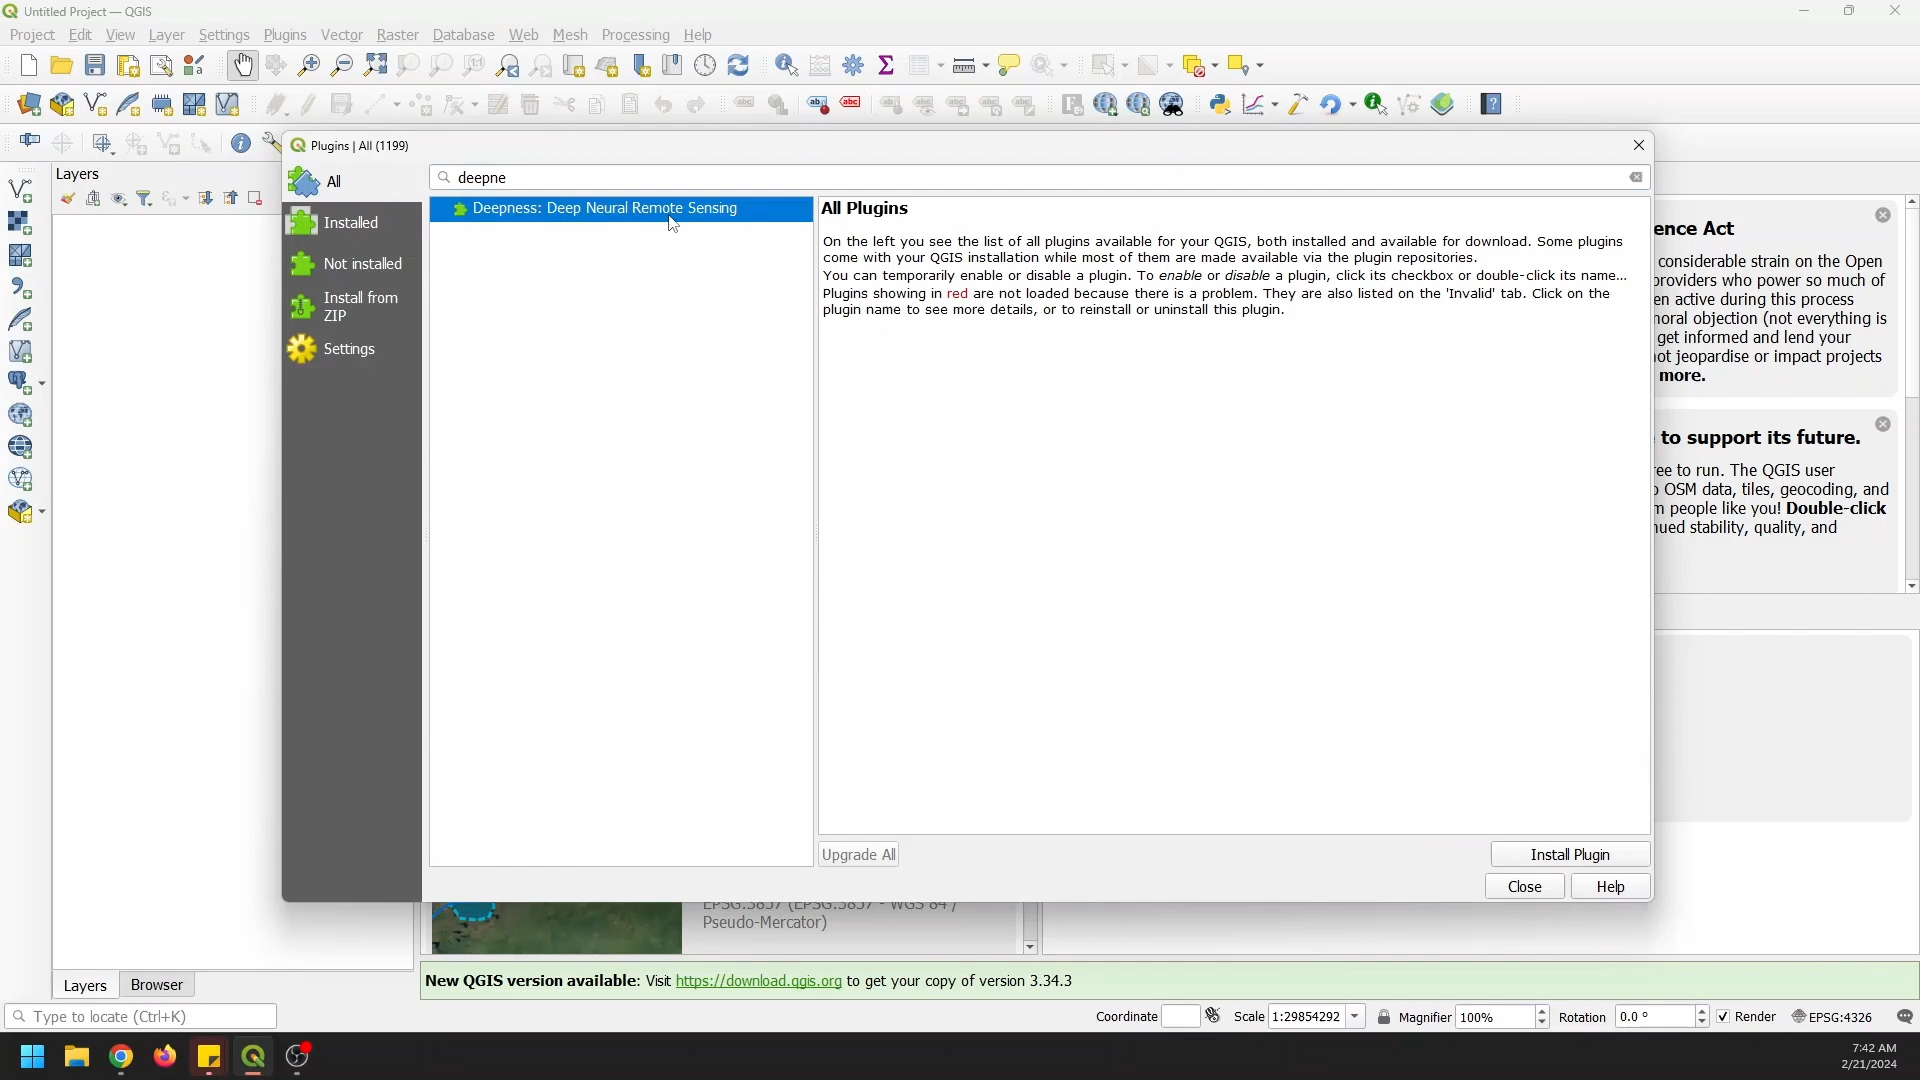 Untitled Project — QGIS
Project Edit View Layer Settings Plugins Vector Raster Database Web Mesh Processing Help
Plugins | All (1199)
Layers
All
deepne
Installed
Not installed
Install from
ZIP
Settings
Deepness: Deep Neural Remote Sensing
All Plugins
On the left you see the list of all plugins available for your QGIS, both installed and available for download. Some plugins
come with your QGIS installation while most of them are made available via the plugin repositories.
You can temporarily enable or disable a plugin. To enable or disable a plugin, click its checkbox or double-click its name...
Plugins showing in red are not loaded because there is a problem. They are also listed on the 'Invalid' tab. Click on the
plugin name to see more details, or to reinstall or uninstall this plugin.
ence Act
considerable strain on the Open
providers who power so much of
en active during this process
noral objection (not everything is
get informed and lend your
not jeopardise or impact projects
more.
to support its future.
ee to run. The QGIS user
OSM data, tiles, geocoding, and
m people like you! Double-click
nued stability, quality, and
Upgrade All
Install Plugin
Close
Help
EPSG:3857 (EPSG:3857 - WGS 84 /
Pseudo-Mercator)
New QGIS version available: Visit https://download.qgis.org to get your copy of version 3.34.3
Layers Browser
Type to locate (Ctrl+K)
Coordinate Scale 1:29854292 Magnifier 100% Rotation 0.0 ° Render EPSG:4326
7:42 AM
2/21/2024